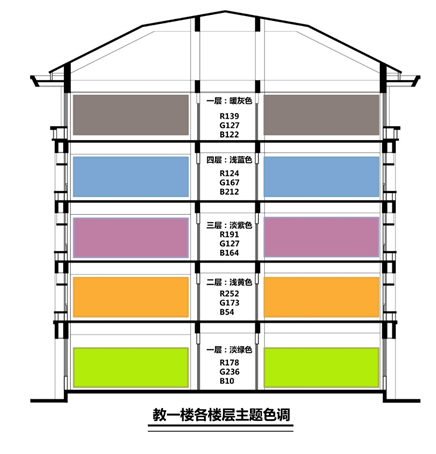 一层：暖灰色
R139
G127
B122
四层：浅蓝色
R124
G167
B212
三层：淡紫色
R191
G127
B164
二层：浅黄色
R252
G173
B54
一层：淡绿色
R178
G236
B10
教一楼各楼层主题色调